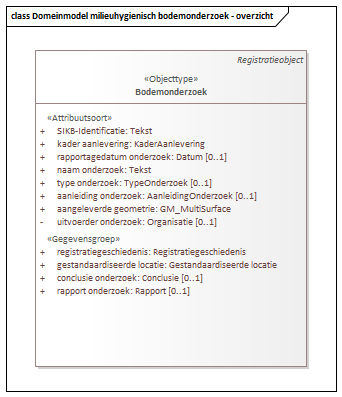 class Domeinmodel milieuhygienisch bodemonderzoek - overzicht
Registratieobject
«Objecttype»
Bodemonderzoek
«Attribuutsoort»
+ SIKB-Identificatie: Tekst
+ kader aanlevering: KaderAanlevering
+ rapportagedatum onderzoek: Datum [0..1]
+ naam onderzoek: Tekst
+ type onderzoek: TypeOnderzoek [0..1]
+ aanleiding onderzoek: AanleidingOnderzoek [0..1]
+ aangeleverde geometrie: GM_MultiSurface
- uitvoerder onderzoek: Organisatie [0..1]
«Gegevensgroep»
+ registratiegeschiedenis: Registratiegeschiedenis
+ gestandaardiseerde locatie: Gestandaardiseerde locatie
+ conclusie onderzoek: Conclusie [0..1]
+ rapport onderzoek: Rapport [0..1]